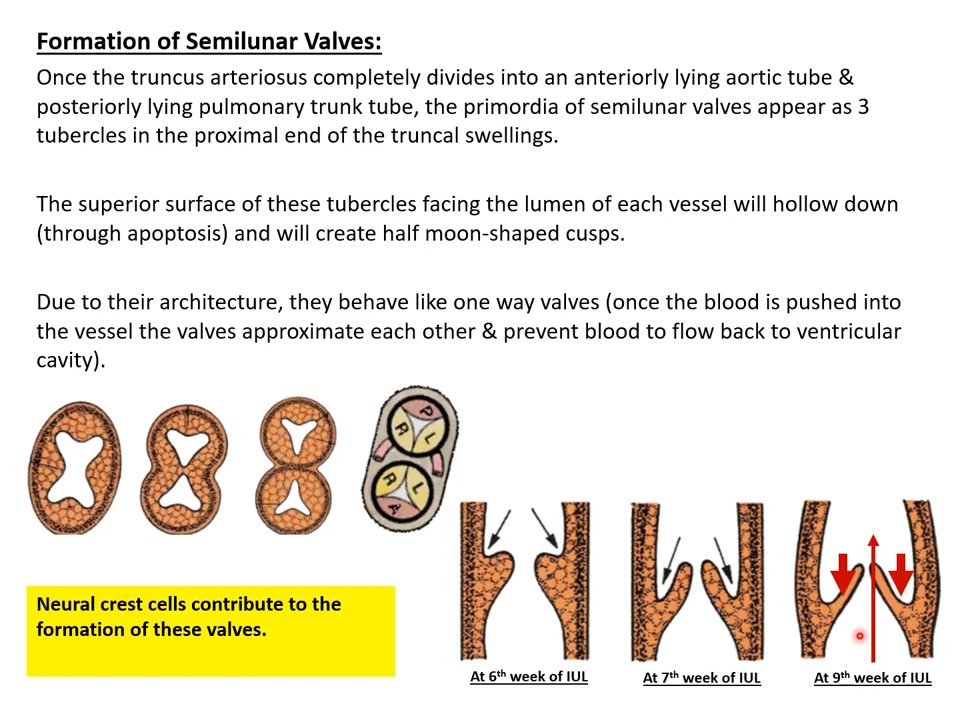 Formation of Semilunar Valves:
Once the truncus arteriosus completely divides into an anteriorly lying aortic tube &
posteriorly lying pulmonary trunk tube, the primordia of semilunar valves appear as 3
tubercles in the proximal end of the truncal swellings.
The superior surface of these tubercles facing the lumen of each vessel will hollow down
(through apoptosis) and will create half moon-shaped cusps.
Due to their architecture, they behave like one way valves (once the blood is pushed into
the vessel the valves approximate each other & prevent blood to flow back to ventricular
cavity).
P
R L
R L
A
Neural crest cells contribute to the
formation of these valves.
At 6th week of IUL
At 7th week of IUL
At 9th week of IUL